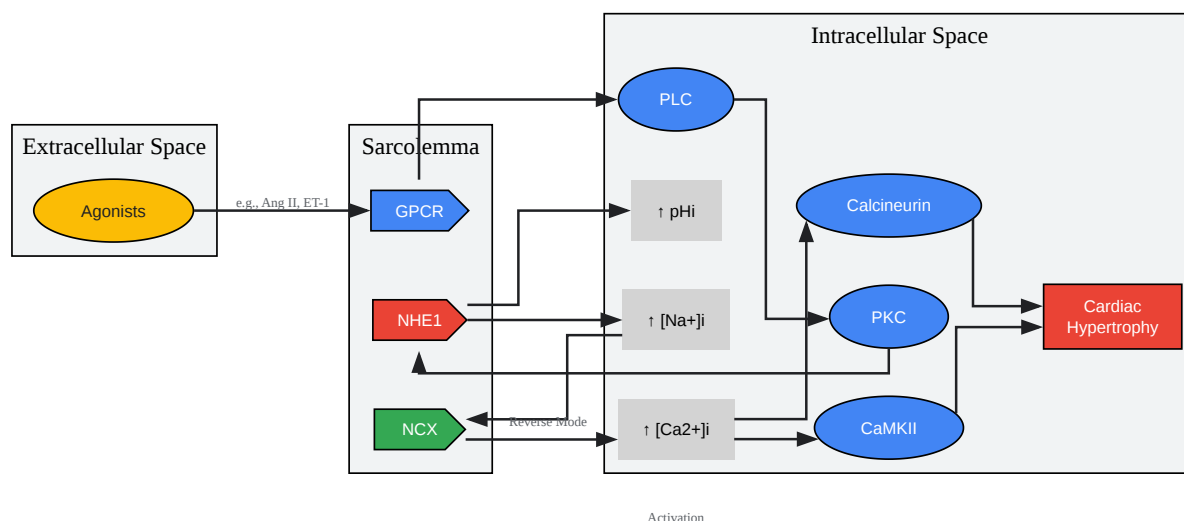 Intracellular Space
PLC
Extracellular Space
Sarcolemma
Agonists
e.g., Ang II, ET-1
GPCR
↑ pHi
Calcineurin
NHE1
↑ [Na+]i
PKC
Cardiac
Hypertrophy
NCX
Reverse Mode
↑ [Ca2+]i
CaMKII
Activation